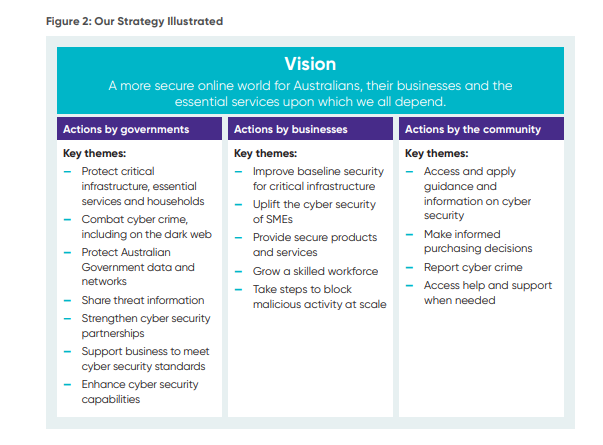 Figure 2: Our Strategy Illustrated
Vision
A more secure online world for Australians, their businesses and the
essential services upon which we all depend.
Actions by governments
Key themes:
– Protect critical
infrastructure, essential
services and households
– Combat cyber crime,
including on the dark web
– Protect Australian
Government data and
networks
– Share threat information
– Strengthen cyber security
partnerships
– Support business to meet
cyber security standards
– Enhance cyber security
capabilities
Actions by businesses
Key themes:
– Improve baseline security
for critical infrastructure
– Uplift the cyber security
of SMEs
– Provide secure products
and services
– Grow a skilled workforce
– Take steps to block
malicious activity at scale
Actions by the community
Key themes:
– Access and apply
guidance and
information on cyber
security
– Make informed
purchasing decisions
– Report cyber crime
– Access help and support
when needed